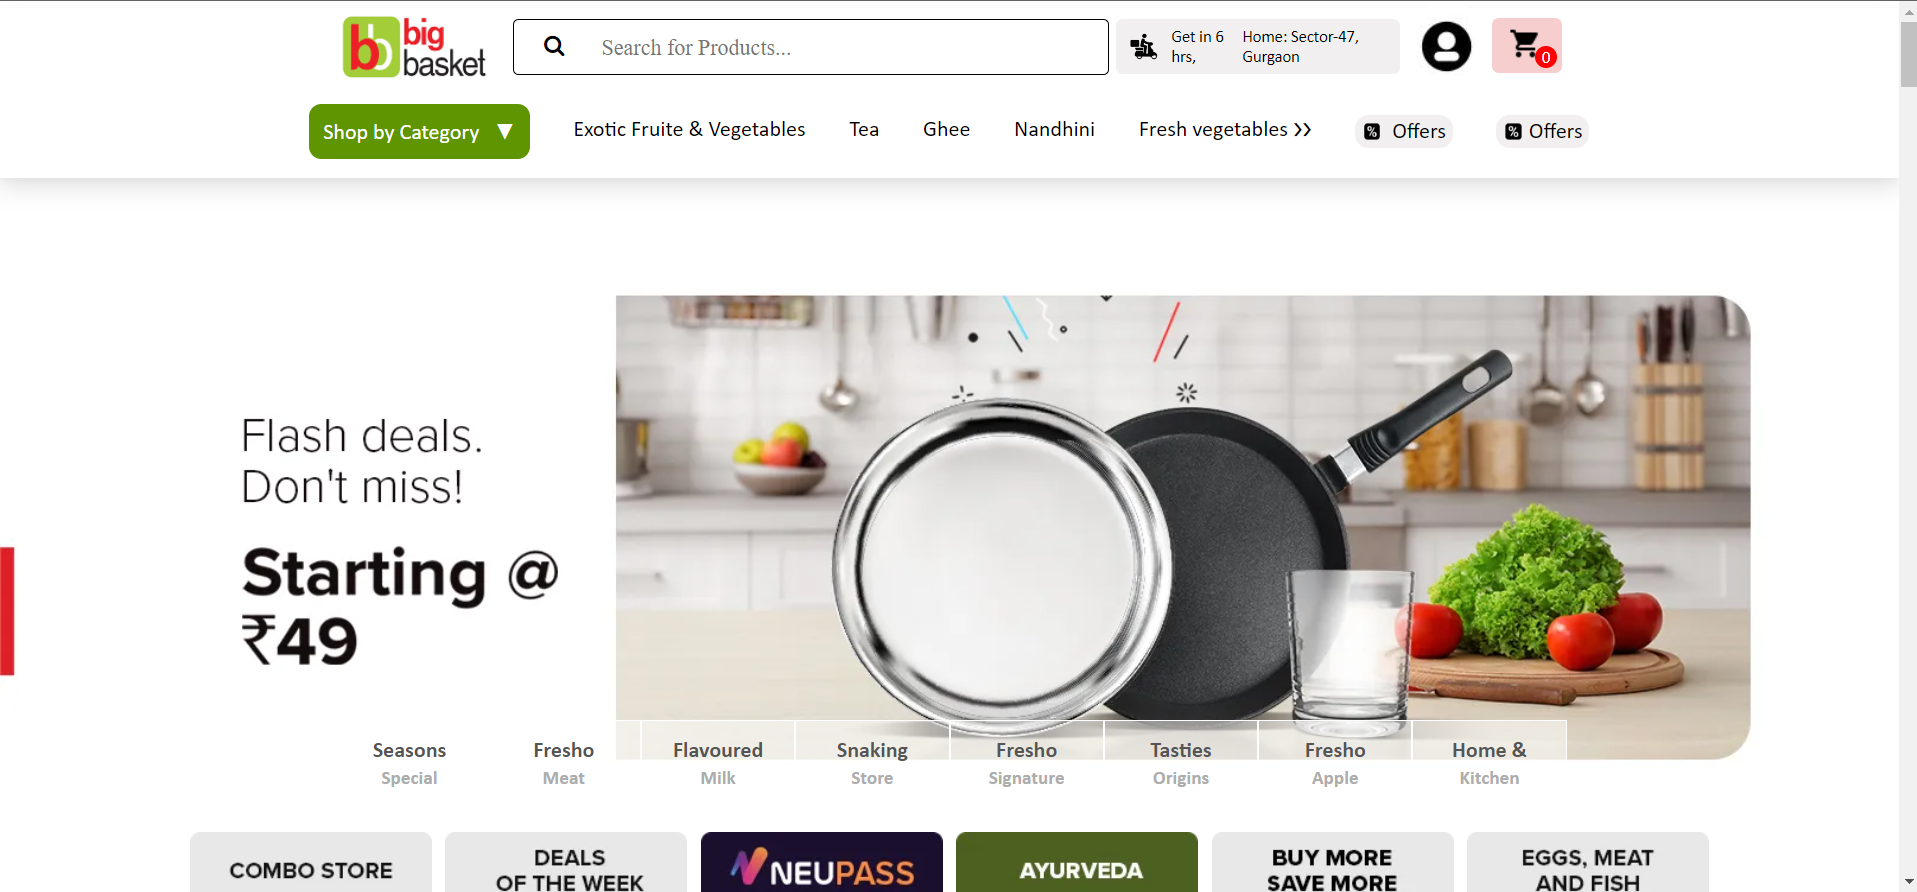 big
basket
Search for Products...
Get in 6
hrs,
Home: Sector-47,
Gurgaon
0
Shop by Category ▼
Exotic Fruite & Vegetables
Tea
Ghee
Nandhini
Fresh vegetables
% Offers
% Offers
Flash deals.
Don't miss!
Starting @
₹49
Seasons
Special
Fresho
Meat
Flavoured
Milk
Snaking
Store
Fresho
Signature
Tasties
Origins
Fresho
Apple
Home &
Kitchen
COMBO STORE
DEALS
OF THE WEEK
NEUPASS
AYURVEDA
BUY MORE
SAVE MORE
EGGS, MEAT
AND FISH